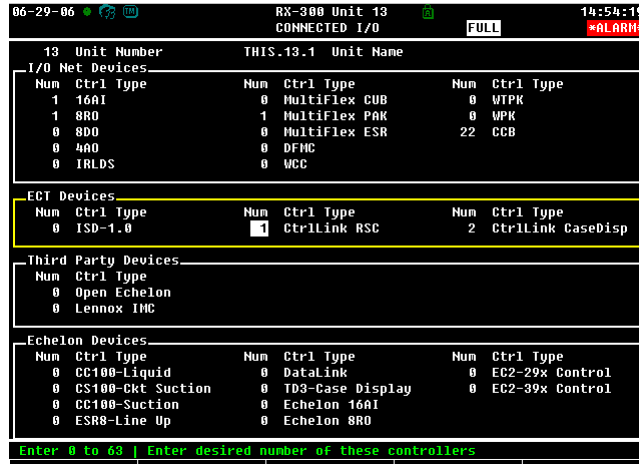 06-29-06 RX-300 Unit 13 14:54:19
CONNECTED I/O FULL *ALARM*
13 Unit Number THIS.13.1 Unit Name
I/O Net Devices
Num Ctrl Type Num Ctrl Type Num Ctrl Type
1 16AI 0 MultiFlex CUB 0 WTPK
1 8RO 1 MultiFlex PAK 0 WPK
0 8DO 0 MultiFlex ESR 22 CCB
0 4AO 0 DFMC
0 IRLDS 0 WCC
ECT Devices
Num Ctrl Type Num Ctrl Type Num Ctrl Type
0 ISD-1.0 1 CtrlLink RSC 2 CtrlLink CaseDisp
Third Party Devices
Num Ctrl Type
0 Open Echelon
0 Lennox IMC
Echelon Devices
Num Ctrl Type Num Ctrl Type Num Ctrl Type
0 CC100-Liquid 0 DataLink 0 EC2-29x Control
0 CS100-Ckt Suction 0 TD3-Case Display 0 EC2-39x Control
0 CC100-Suction 0 Echelon 16AI
0 ESR8-Line Up 0 Echelon 8RO
Enter 0 to 63 | Enter desired number of these controllers